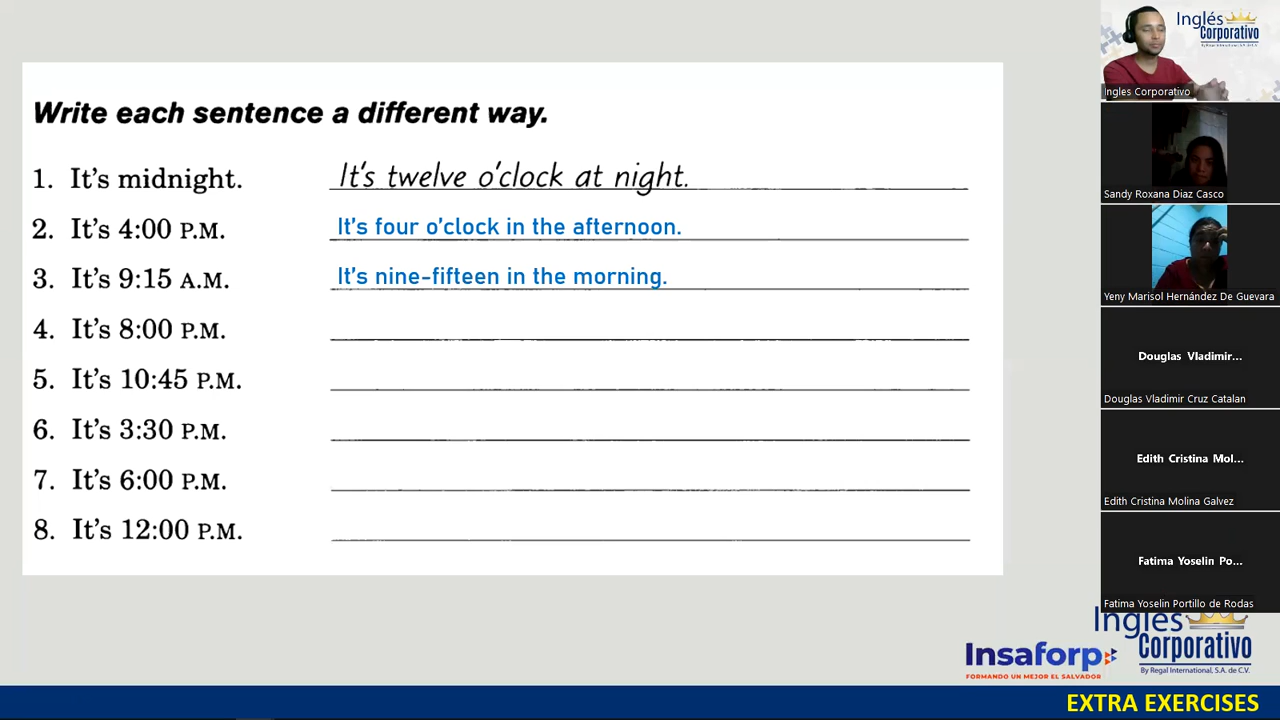 Write each sentence a different way.
1. It's midnight. It's twelve o'clock at night.
2. It's 4:00 P.M. It's four o'clock in the afternoon.
3. It's 9:15 A.M. It's nine-fifteen in the morning.
4. It's 8:00 P.M.
5. It's 10:45 P.M.
6. It's 3:30 P.M.
7. It's 6:00 P.M.
8. It's 12:00 P.M.
Inglés
Corporativo
Ingles Corporativo
Sandy Roxana Diaz Casco
Yeny Marisol Hernández De Guevara
Douglas Vladimir...
Douglas Vladimir Cruz Catalan
Edith Cristina Mol...
Edith Cristina Molina Galvez
Fatima Yoselin Po...
Fatima Yoselin Portillo de Rodas
Inglés
Corporativo
By Regal International, S.A. de C.V.
Insaforp
FORMANDO UN MEJOR EL SALVADOR
EXTRA EXERCISES